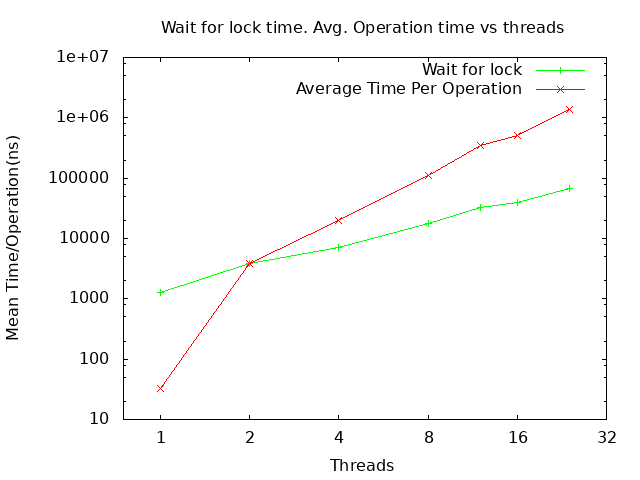 Wait for lock time. Avg. Operation time vs threads
1e+07
Wait for lock
Average Time Per Operation
1e+06
100000
10000
1000
100
10
Mean Time/Operation(ns)
1 2 4 8 16 32
Threads